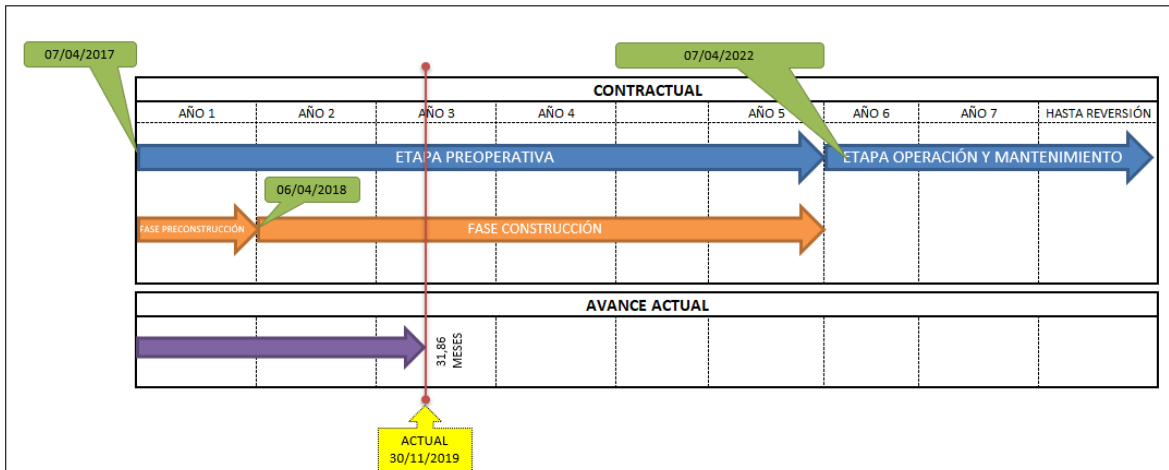 07/04/2017
07/04/2022
CONTRACTUAL
AÑO 1 AÑO 2 AÑO 3 AÑO 4 AÑO 5 AÑO 6 AÑO 7 HASTA REVERSIÓN
ETAPA PREOPERATIVA ETAPA OPERACIÓN Y MANTENIMIENTO
06/04/2018
FASE PRECONSTRUCCIÓN FASE CONSTRUCCIÓN
AVANCE ACTUAL
31,86
MESES
ACTUAL
30/11/2019